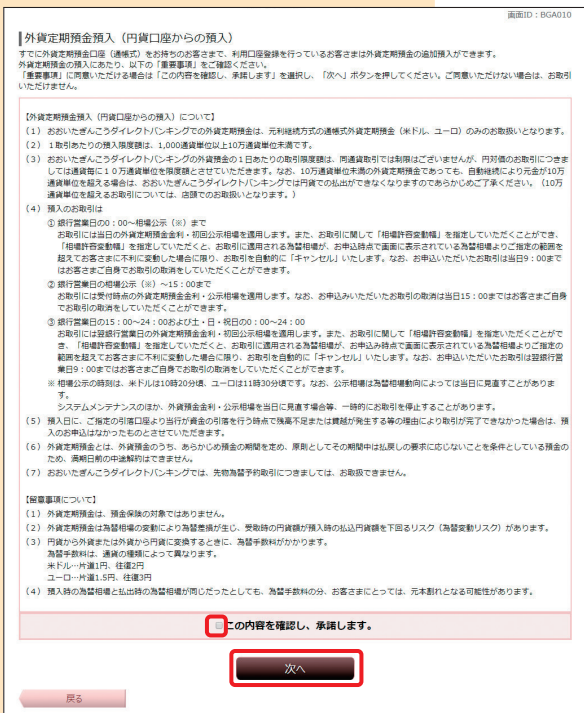 画面ID：BGA010
外貨定期預金預入（円貨口座からの預入）
すでに外貨定期預金口座（通帳式）をお持ちのお客さまで、利用口座登録を行っているお客さまは外貨定期預金の追加預入ができます。
外貨定期預金の預入にあたり、以下の「重要事項」をご確認ください。
「重要事項」に同意いただける場合は「この内容を確認し、承諾します」を選択し、「次へ」ボタンを押してください。ご同意いただけない場合は、お取引
いただけません。
【外貨定期預金預入（円貨口座からの預入）について】
（１） おおいたぎんこうダイレクトバンキングでの外貨定期預金は、元利継続方式の通帳式外貨定期預金（米ドル、ユーロ）のみのお取扱いとなります。
（２） １取引あたりの預入限度額は、1,000通貨単位以上10万通貨単位未満です。
（３） おおいたぎんこうダイレクトバンキングの外貨預金の１日あたりの取引限度額は、同通貨取引では制限はございませんが、円対価のお取引につきま
しては通貨毎に１０万通貨単位を限度額とさせていただきます。なお、10万通貨単位未満の外貨定期預金であっても、自動継続により元金が10万
通貨単位を超える場合は、おおいたぎんこうダイレクトバンキングでは円貨での払出ができなくなりますのであらかじめご了承ください。（10万
通貨単位を超えるお取引については、店頭でのお取扱いとなります。）
（４） 預入のお取引は
① 銀行営業日の0：00～相場公示（※）まで
お取引には当日の外貨定期預金金利・初回公示相場を適用します。また、お取引に関して「相場許容変動幅」を指定していただくことができ、
「相場許容変動幅」を指定していただくと、お取引に適用される為替相場が、お申込時点で画面に表示されている為替相場よりご指定の範囲を
超えてお客さまに不利に変動した場合に限り、お取引を自動的に「キャンセル」いたします。なお、お申込いただいたお取引は当日9：00まで
はお客さまご自身でお取引の取消をしていただくことができます。
② 銀行営業日の相場公示（※）～15：00まで
お取引には受付時点の外貨定期預金金利・公示相場を適用します。なお、お申込みいただいたお取引の取消は当日15：00まではお客さまご自身
でお取引の取消をしていただくことができます。
③ 銀行営業日の15：00～24：00および土・日・祝日の0：00～24：00
お取引には翌銀行営業日の外貨定期預金金利・初回公示相場を適用します。また、お取引に関して「相場許容変動幅」を指定いただくことがで
き、「相場許容変動幅」を指定していただくと、お取引に適用される為替相場が、お申込み時点で画面に表示されている為替相場よりご指定の
範囲を超えてお客さまに不利に変動した場合に限り、お取引を自動的に「キャンセル」いたします。なお、お申込いただいたお取引は翌銀行営
業日9：00まではお客さまご自身でお取引の取消をしていただくことができます。
※ 相場公示の時刻は、米ドルは10時20分頃、ユーロは11時30分頃です。なお、公示相場は為替相場動向によっては当日に見直すことがありま
す。
システムメンテナンスのほか、外貨預金金利・公示相場を当日に見直す場合等、一時的にお取引を停止することがあります。
（５） 預入日に、ご指定の引落口座より当行が資金の引落を行う時点で残高不足または貸越が発生する等の理由により取引が完了できなかった場合は、預
入のお申込はなかったものとさせていただきます。
（６） 外貨定期預金とは、外貨預金のうち、あらかじめ預金の期間を定め、原則としてその期間中は払戻しの要求に応じないことを条件としている預金の
ため、満期日前の中途解約はできません。
（７） おおいたぎんこうダイレクトバンキングでは、先物為替予約取引につきましては、お取扱できません。
【留意事項について】
（１） 外貨定期預金は、預金保険の対象ではありません。
（２） 外貨定期預金は為替相場の変動により為替差損が生じ、受取時の円貨額が預入時の払込円貨額を下回るリスク（為替変動リスク）があります。
（３） 円貨から外貨または外貨から円貨に変換するときに、為替手数料がかかります。
為替手数料は、通貨の種類によって異なります。
米ドル…片道1円、往復2円
ユーロ…片道1.5円、往復3円
（４） 預入時の為替相場と払出時の為替相場が同じだったとしても、為替手数料の分、お客さまにとっては、元本割れとなる可能性があります。
この内容を確認し、承諾します。
次へ
戻る